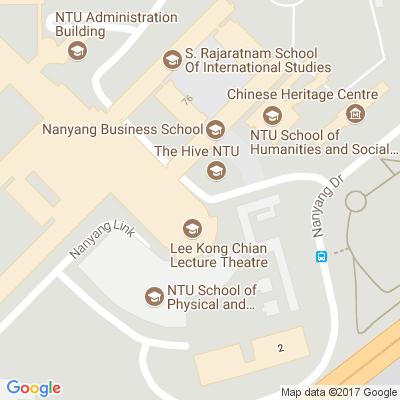 NTU Administration
Building
S. Rajaratnam School
Of International Studies
76
Chinese Heritage Centre
Nanyang Business School
NTU School of
Humanities and Social...
The Hive NTU
Nanyang Dr
Nanyang Link
Lee Kong Chian
Lecture Theatre
NTU School of
Physical and...
2
Google
Map data ©2017 Google